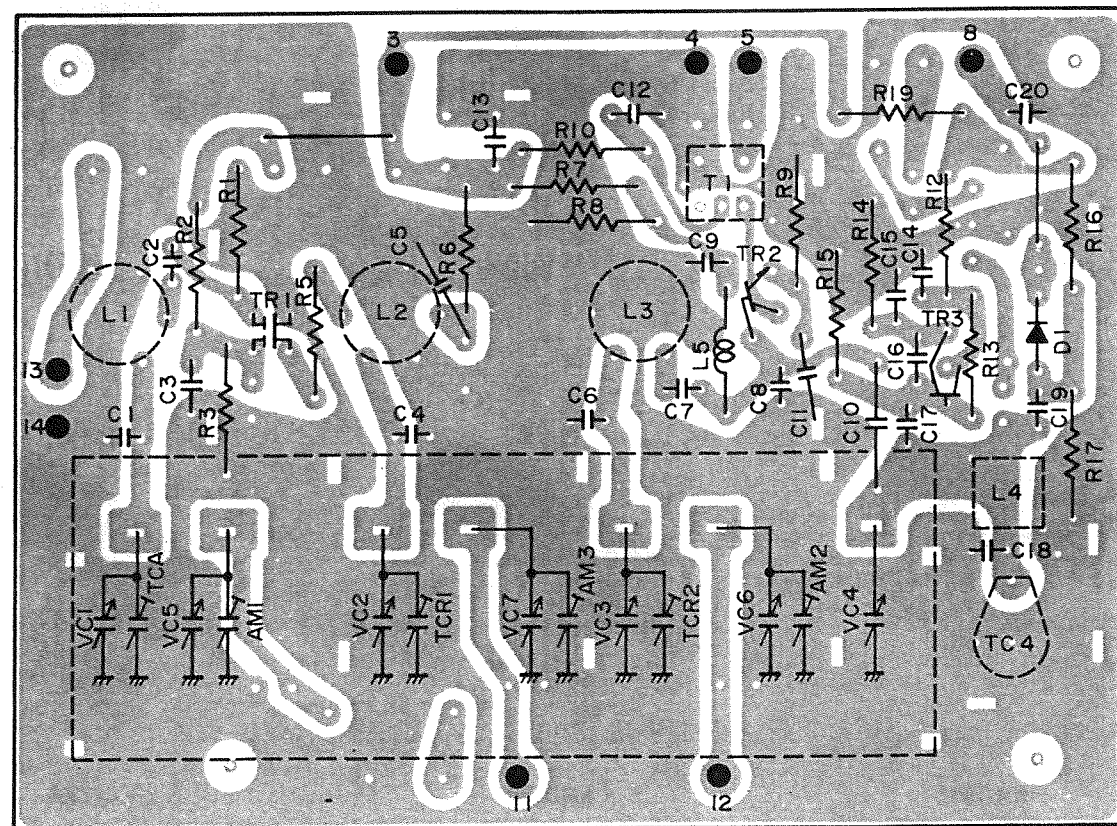 3
4
5
8
C13
C12
R19
C20
R10
R7
R8
T1
R9
R12
R14
R16
R1
R2
C2
C5
R6
C9
TR2
R15
C15
C14
L1
TR1
R5
L2
L3
L5
TR3
D1
R13
C16
13
C3
R3
C7
C8
C11
C10
C17
C19
14
C1
C4
C6
R17
L4
C18
VC1
TCA
VC5
AM1
VC2
TCR1
VC7
AM3
VC3
TCR2
VC6
AM2
VC4
TC4
11
12